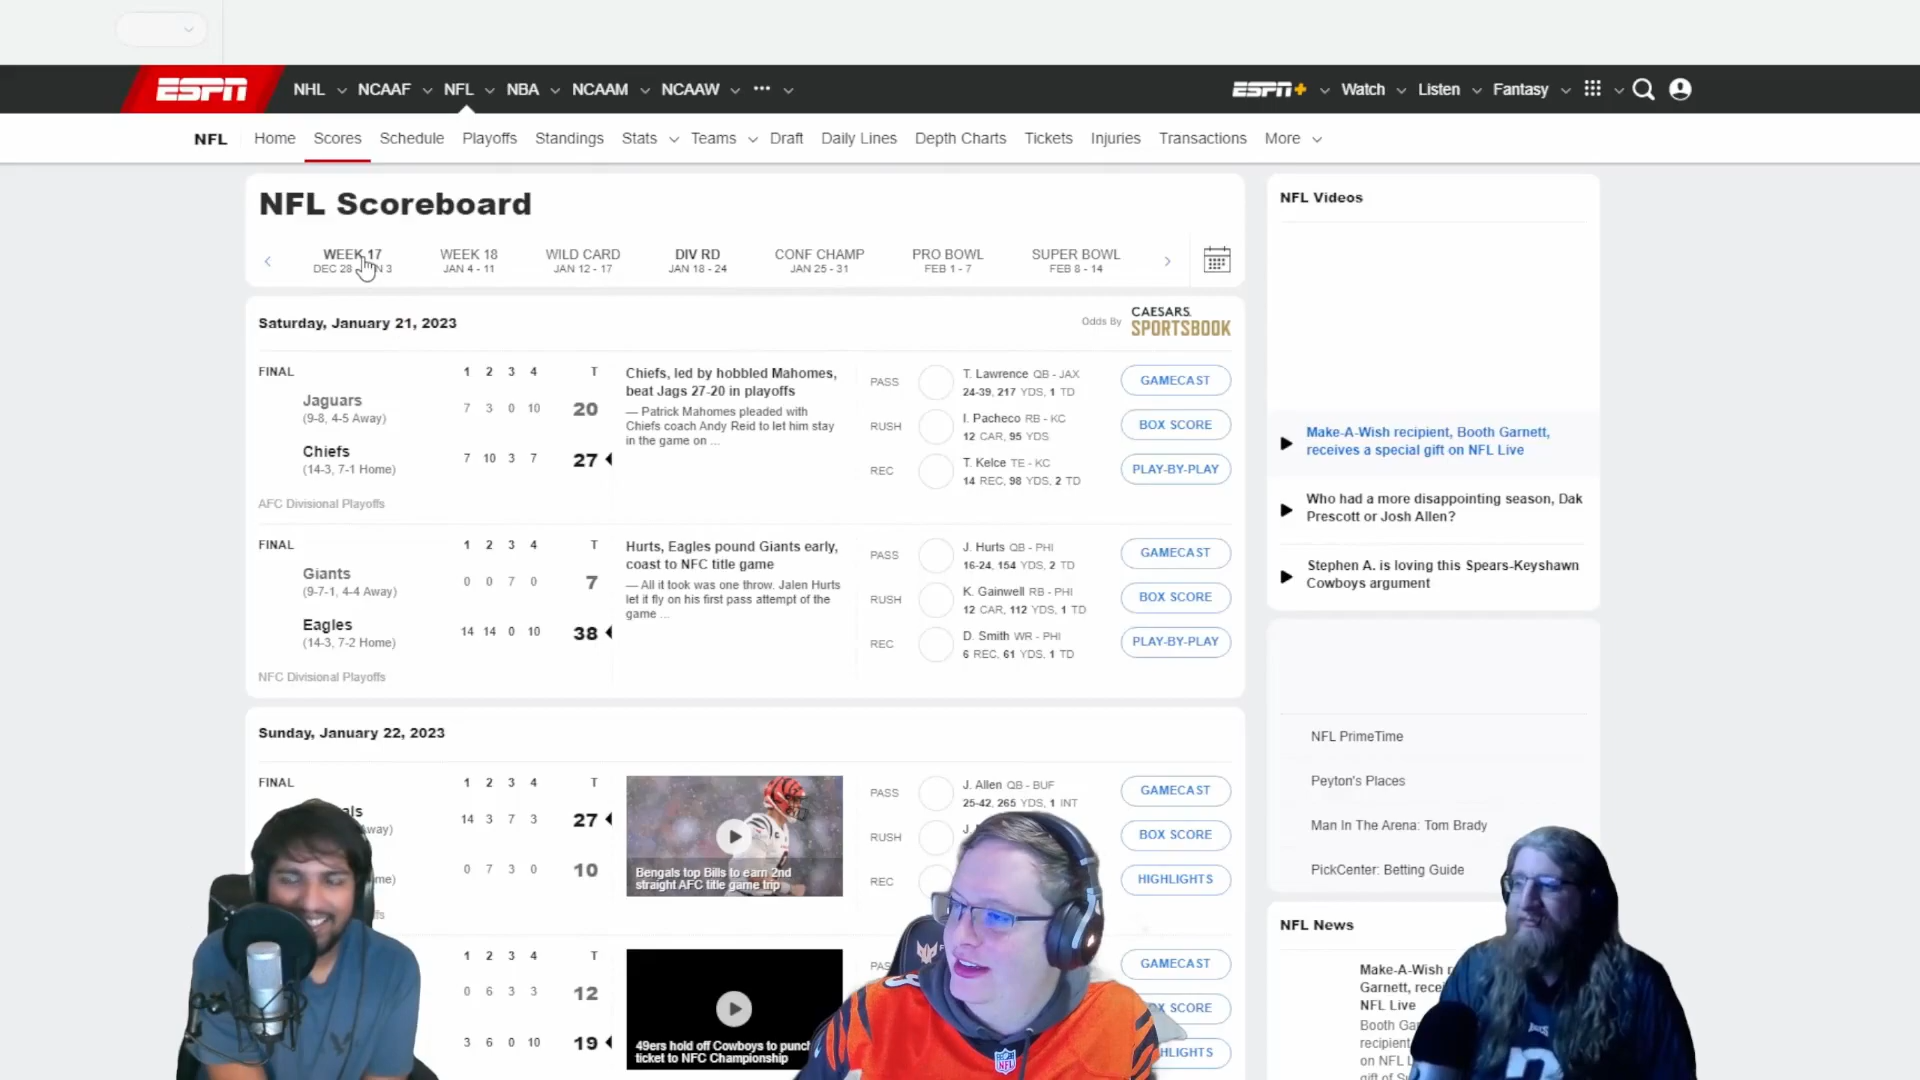 ESPN NHL NCAAF NFL NBA NCAAM NCAAW ••• ESPN+ Watch Listen Fantasy
NFL Home Scores Schedule Playoffs Standings Stats Teams Draft Daily Lines Depth Charts Tickets Injuries Transactions More
NFL Scoreboard
WEEK 17 WEEK 18 WILD CARD DIV RD CONF CHAMP PRO BOWL SUPER BOWL
DEC 28 3 JAN 4 - 11 JAN 12 - 17 JAN 18 - 24 JAN 25 - 31 FEB 1 - 7 FEB 8 - 14
Saturday, January 21, 2023
Odds By CAESARS
SPORTSBOOK
FINAL 1 2 3 4 T
Jaguars 7 3 0 10 20
(9-8, 4-5 Away)
Chiefs 7 10 3 7 27
(14-3, 7-1 Home)
AFC Divisional Playoffs
Chiefs, led by hobbled Mahomes,
beat Jags 27-20 in playoffs
— Patrick Mahomes pleaded with
Chiefs coach Andy Reid to let him stay
in the game on ...
PASS T. Lawrence QB - JAX
24-39, 217 YDS, 1 TD
RUSH I. Pacheco RB - KC
12 CAR, 95 YDS
REC T. Kelce TE - KC
14 REC, 98 YDS, 2 TD
GAMECAST
BOX SCORE
PLAY-BY-PLAY
FINAL 1 2 3 4 T
Giants 0 0 7 0 7
(9-7-1, 4-4 Away)
Eagles 14 14 0 10 38
(14-3, 7-2 Home)
NFC Divisional Playoffs
Hurts, Eagles pound Giants early,
coast to NFC title game
— All it took was one throw. Jalen Hurts
let it fly on his first pass attempt of the
game ...
PASS J. Hurts QB - PHI
16-24, 154 YDS, 2 TD
RUSH K. Gainwell RB - PHI
12 CAR, 112 YDS, 1 TD
REC D. Smith WR - PHI
6 REC, 61 YDS, 1 TD
GAMECAST
BOX SCORE
PLAY-BY-PLAY
Sunday, January 22, 2023
FINAL 1 2 3 4 T
14 3 7 3 27
0 7 3 0 10
Bengals top Bills to earn 2nd
straight AFC title game trip
PASS J. Allen QB - BUF
25-42, 265 YDS, 1 INT
RUSH J.
REC
GAMECAST
BOX SCORE
HIGHLIGHTS
1 2 3 4 T
0 6 3 3 12
3 6 0 10 19
49ers hold off Cowboys to punch
ticket to NFC Championship
GAMECAST
SCORE
NFL Videos
Make-A-Wish recipient, Booth Garnett,
receives a special gift on NFL Live
Who had a more disappointing season, Dak
Prescott or Josh Allen?
Stephen A. is loving this Spears-Keyshawn
Cowboys argument
NFL PrimeTime
Peyton's Places
Man In The Arena: Tom Brady
PickCenter: Betting Guide
NFL News
Make-A-Wish
Garnett,
NFL Live
Booth
recipient
on NFL
gift of